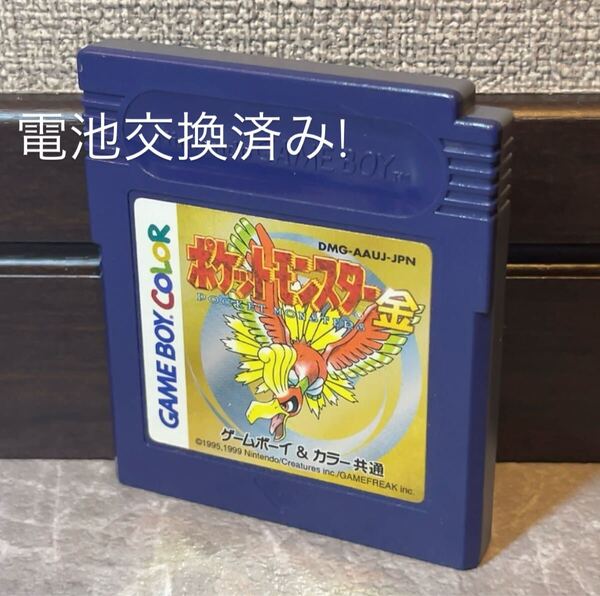 電池交換済み!
GAME BOY™
DMG-AAUJ-JPN
ポケットモンスター金
POCKET MONSTERS
GAME BOY COLOR
ゲームボーイ & カラー共通
©1995,1999 Nintendo/Creatures inc./GAMEFREAK inc.